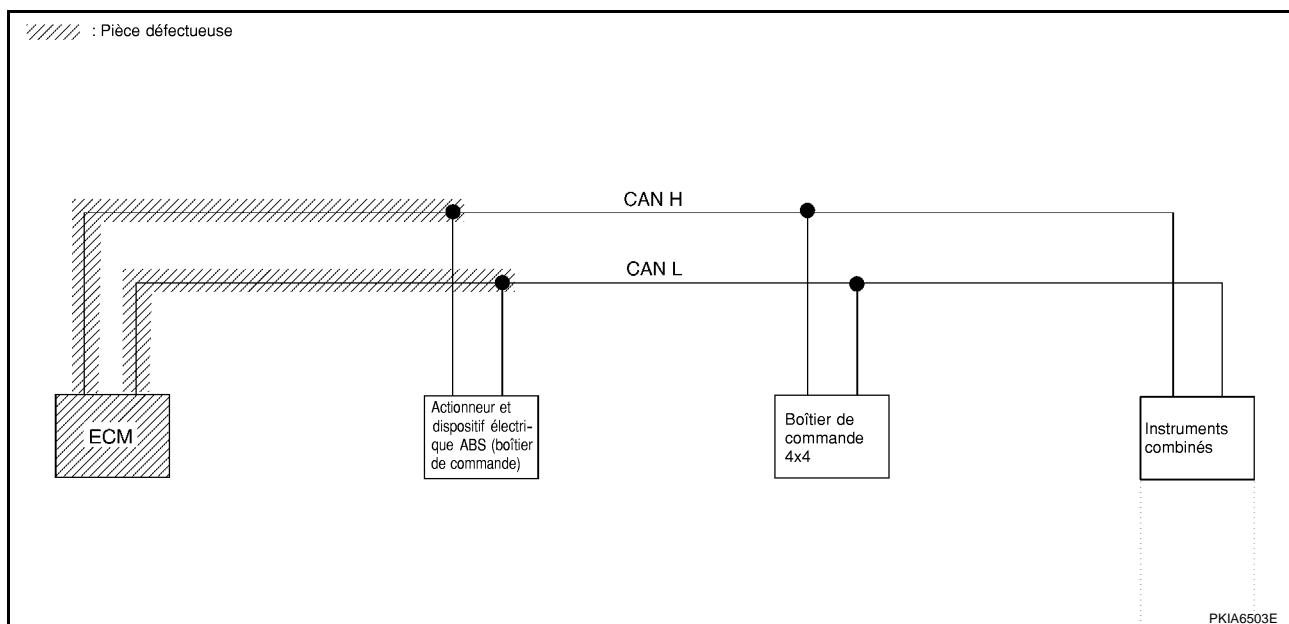 : Pièce défectueuse
CAN H
CAN L
ECM
Actionneur et
dispositif électri-
que ABS (boîtier
de commande)
Boîtier de
commande
4x4
Instruments
combinés
PKIA6503E